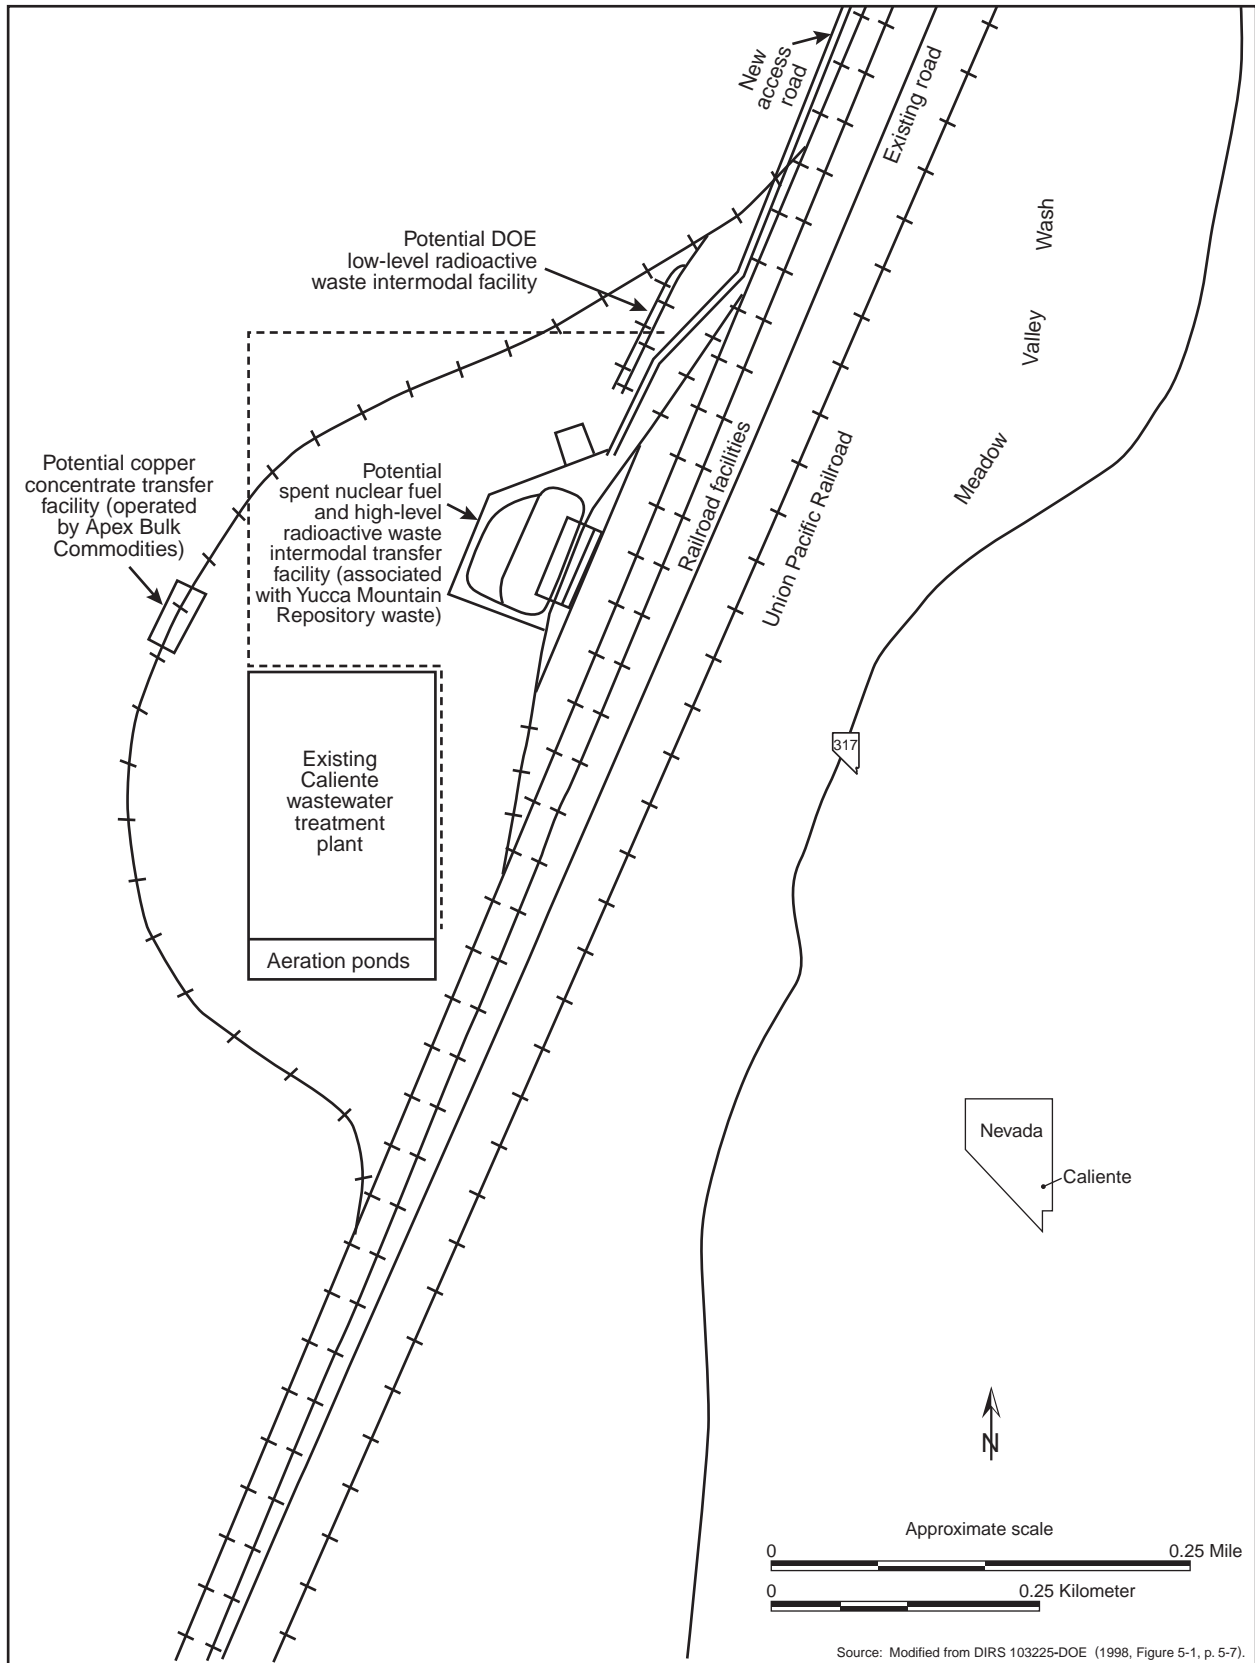 New
access
road
Existing road
Wash
Valley
Meadow
Potential DOE
low-level radioactive
waste intermodal facility
Potential copper
concentrate transfer
facility (operated
by Apex Bulk
Commodities)
Potential
spent nuclear fuel
and high-level
radioactive waste
intermodal transfer
facility (associated
with Yucca Mountain
Repository waste)
Railroad facilities
Union Pacific Railroad
317
Existing
Caliente
wastewater
treatment
plant
Aeration ponds
Nevada
Caliente
N
Approximate scale
0 0.25 Mile
0 0.25 Kilometer
Source: Modified from DIRS 103225-DOE (1998, Figure 5-1, p. 5-7).